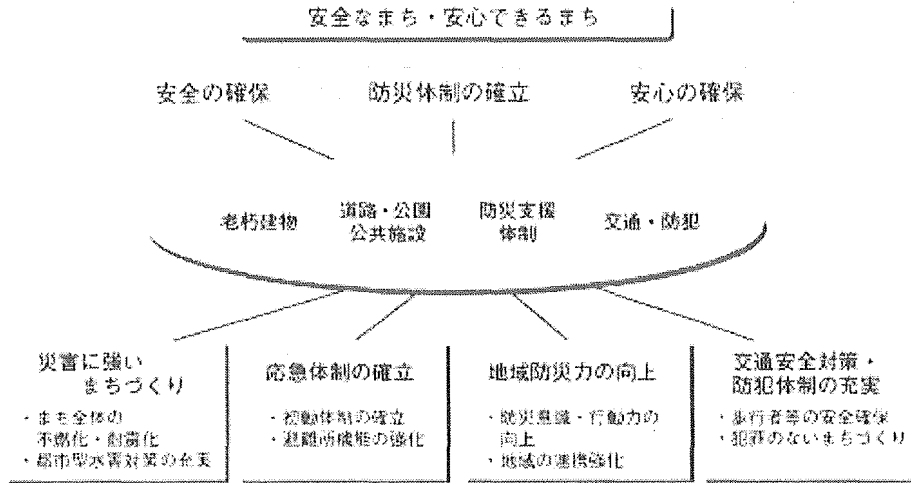 安全なまち・安心できるまち
安全の確保
防災体制の確立
安心の確保
老朽建物
道路・公園
公共施設
防災支援
体制
交通・防犯
災害に強い
まちづくり
・まち全体の
不燃化・耐震化
・都市型水害対策の充実
応急体制の確立
・初動体制の確立
・避難所機能の強化
地域防災力の向上
・防災意識・行動力の
向上
・地域の連携強化
交通安全対策・
防犯体制の充実
・歩行者等の安全確保
・犯罪のないまちづくり